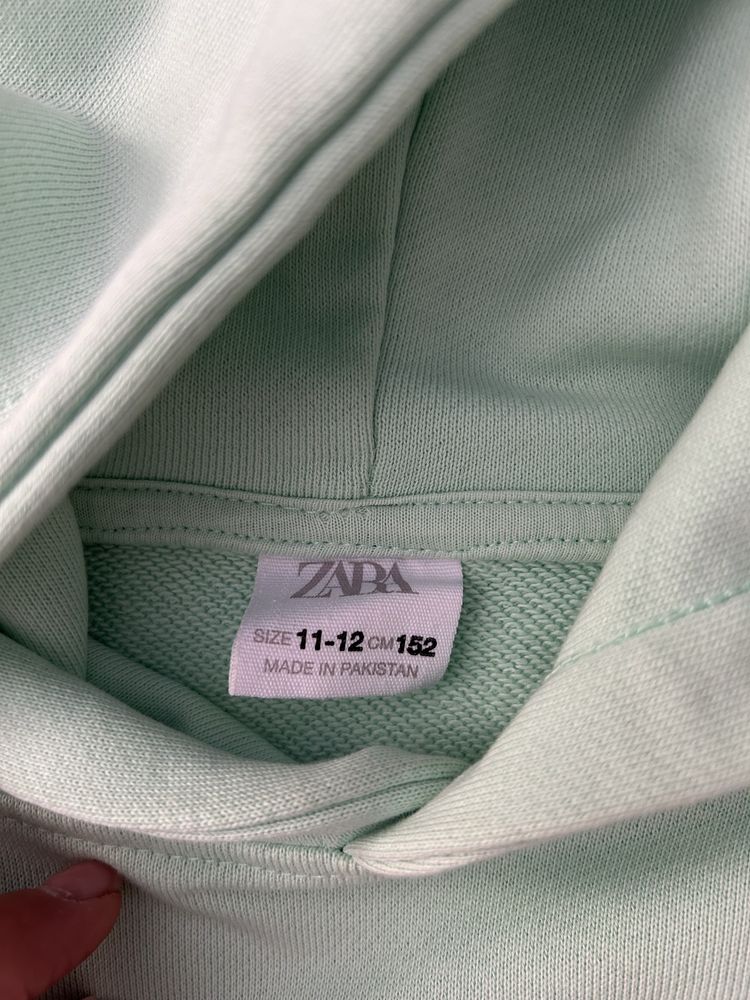 ZARA
SIZE 11-12 CM 152
MADE IN PAKISTAN